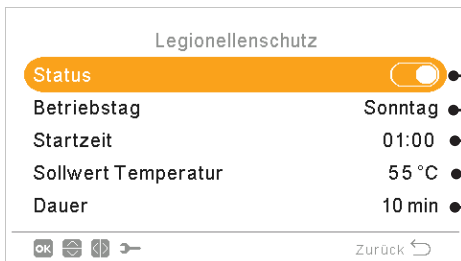 Legionellenschutz
Status
Betriebstag Sonntag
Startzeit 01:00
Sollwert Temperatur 55 °C
Dauer 10 min
OK Zurück